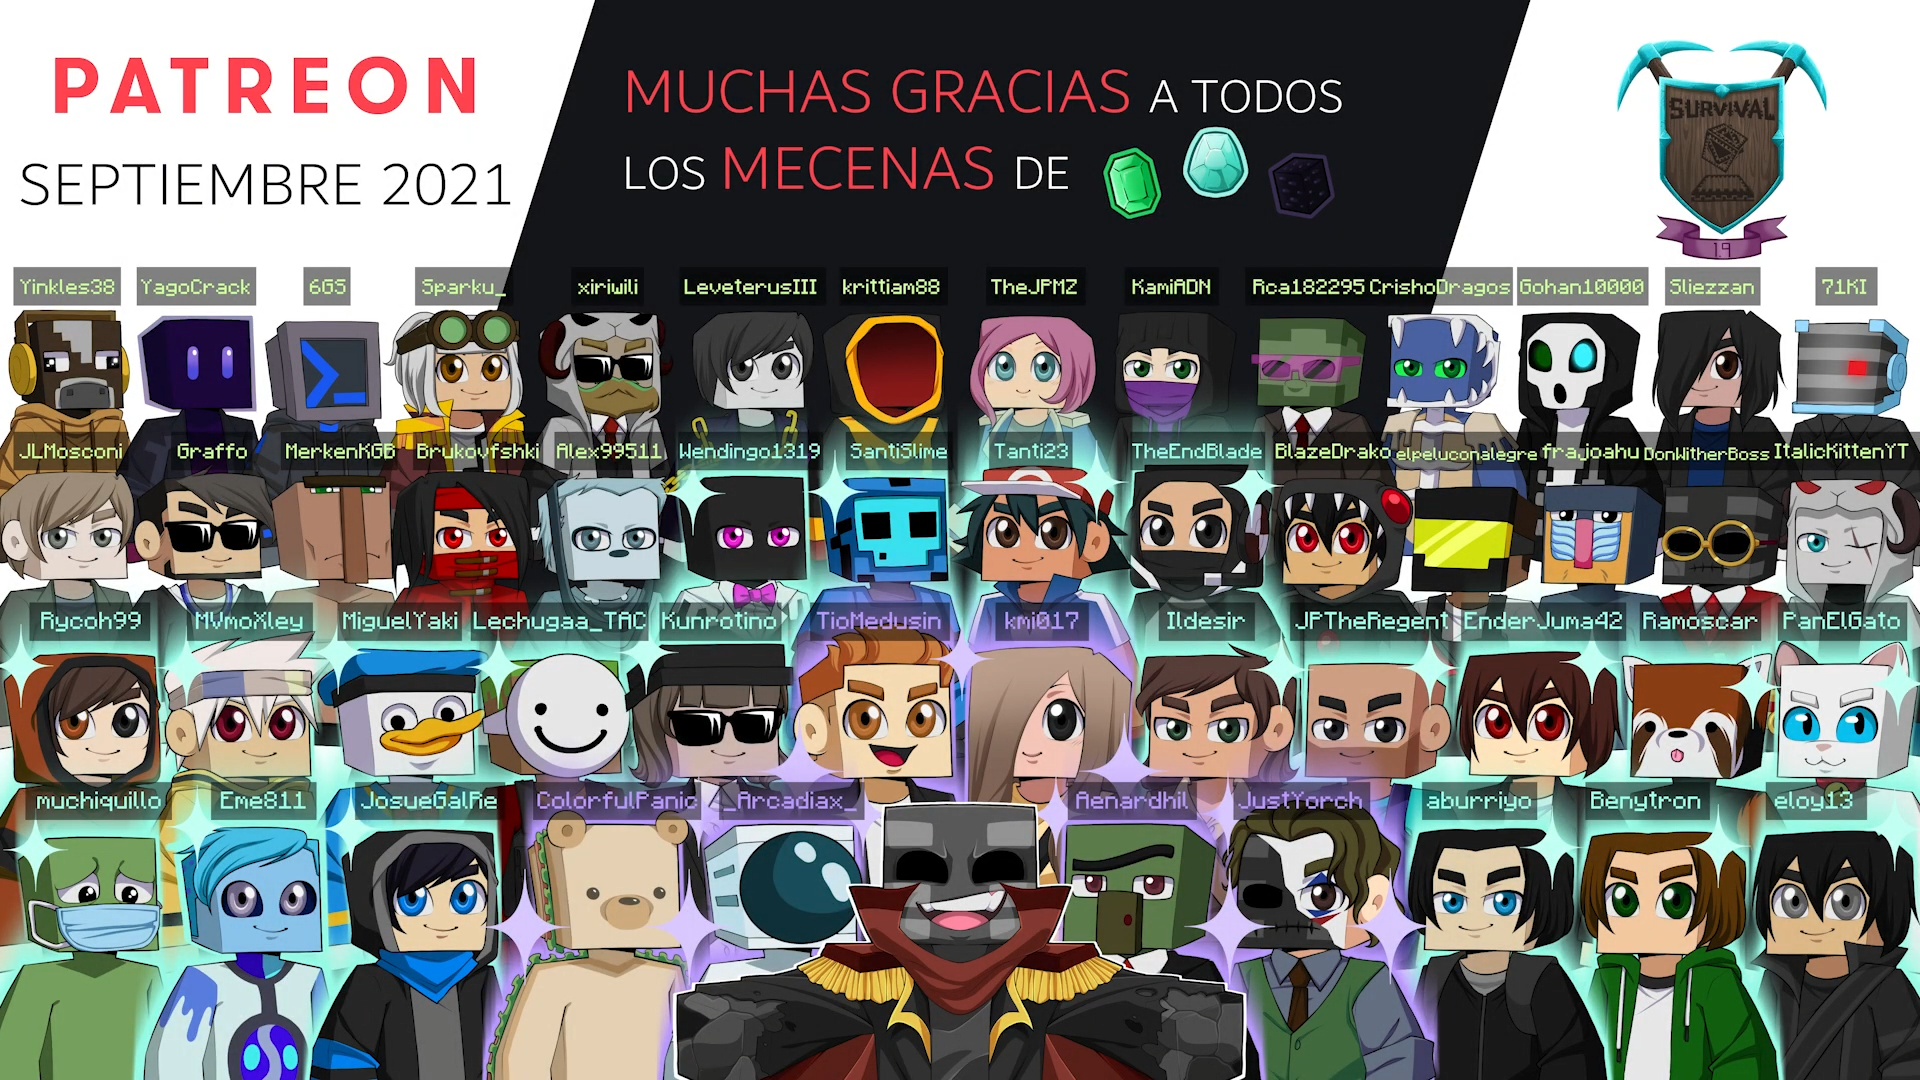 PATREON
SEPTIEMBRE 2021
MUCHAS GRACIAS A TODOS
LOS MECENAS DE
SURVIVAL
19
Yinkles38 YagoCrack 6GS Sparku_ xiriwili LeveterusIII krittiam88 TheJPMZ KamiADN Rca182295 CrishoDragos Gohan10000 Sliezzan 71KI
JLMosconi Graffo MerkenKGB Brukovfshki Alex99511 Wendingo1319 SantiSlime Tanti23 TheEndBlade BlazeDrako elpeluconalegre frajoahu DonWitherBoss ItalicKittenYT
Rycoh99 MVmoXley MiguelYaki Lechugaa_TAC Kunrotino TioMedusin kmi017 Ildesir JPTheRegent EnderJuma42 Ramoscar PanElGato
muchiquillo Eme811 JosueGalRe ColorfulPanic _Arcadiax_ Aenardhil JustYorch aburriyo Benytron eloy13